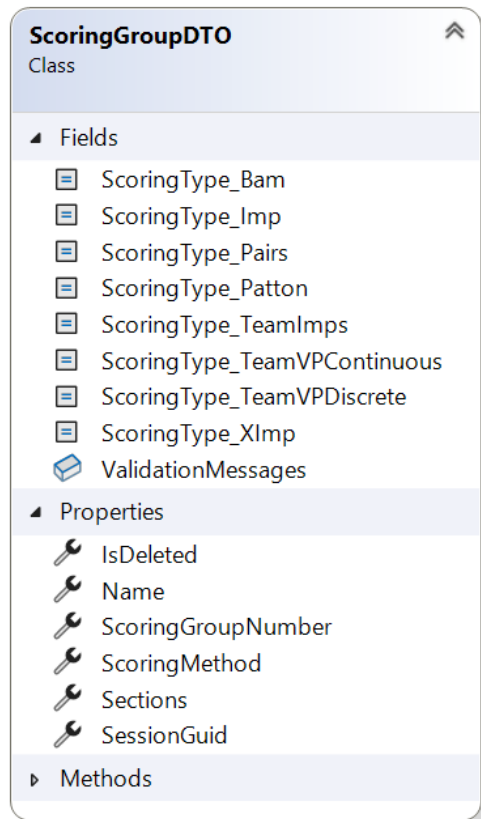 ScoringGroupDTO
Class
Fields
ScoringType_Bam
ScoringType_Imp
ScoringType_Pairs
ScoringType_Patton
ScoringType_TeamImps
ScoringType_TeamVPContinuous
ScoringType_TeamVPDiscrete
ScoringType_XImp
ValidationMessages
Properties
IsDeleted
Name
ScoringGroupNumber
ScoringMethod
Sections
SessionGuid
Methods